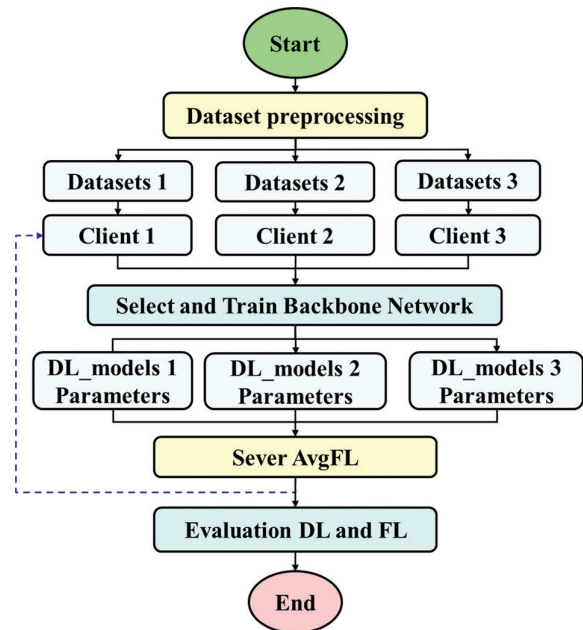 Start
Dataset preprocessing
Datasets 1
Datasets 2
Datasets 3
Client 1
Client 2
Client 3
Select and Train Backbone Network
DL_models 1
Parameters
DL_models 2
Parameters
DL_models 3
Parameters
Sever AvgFL
Evaluation DL and FL
End